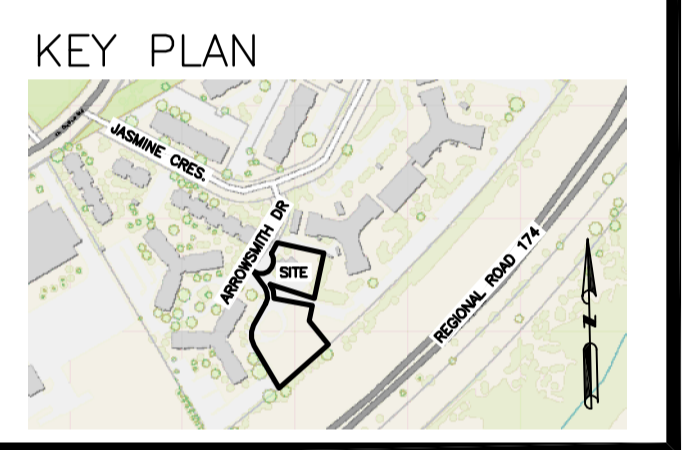 KEY PLAN
JASMINE CRES.
ARROWSMITH DR
SITE
REGIONAL ROAD 174
N